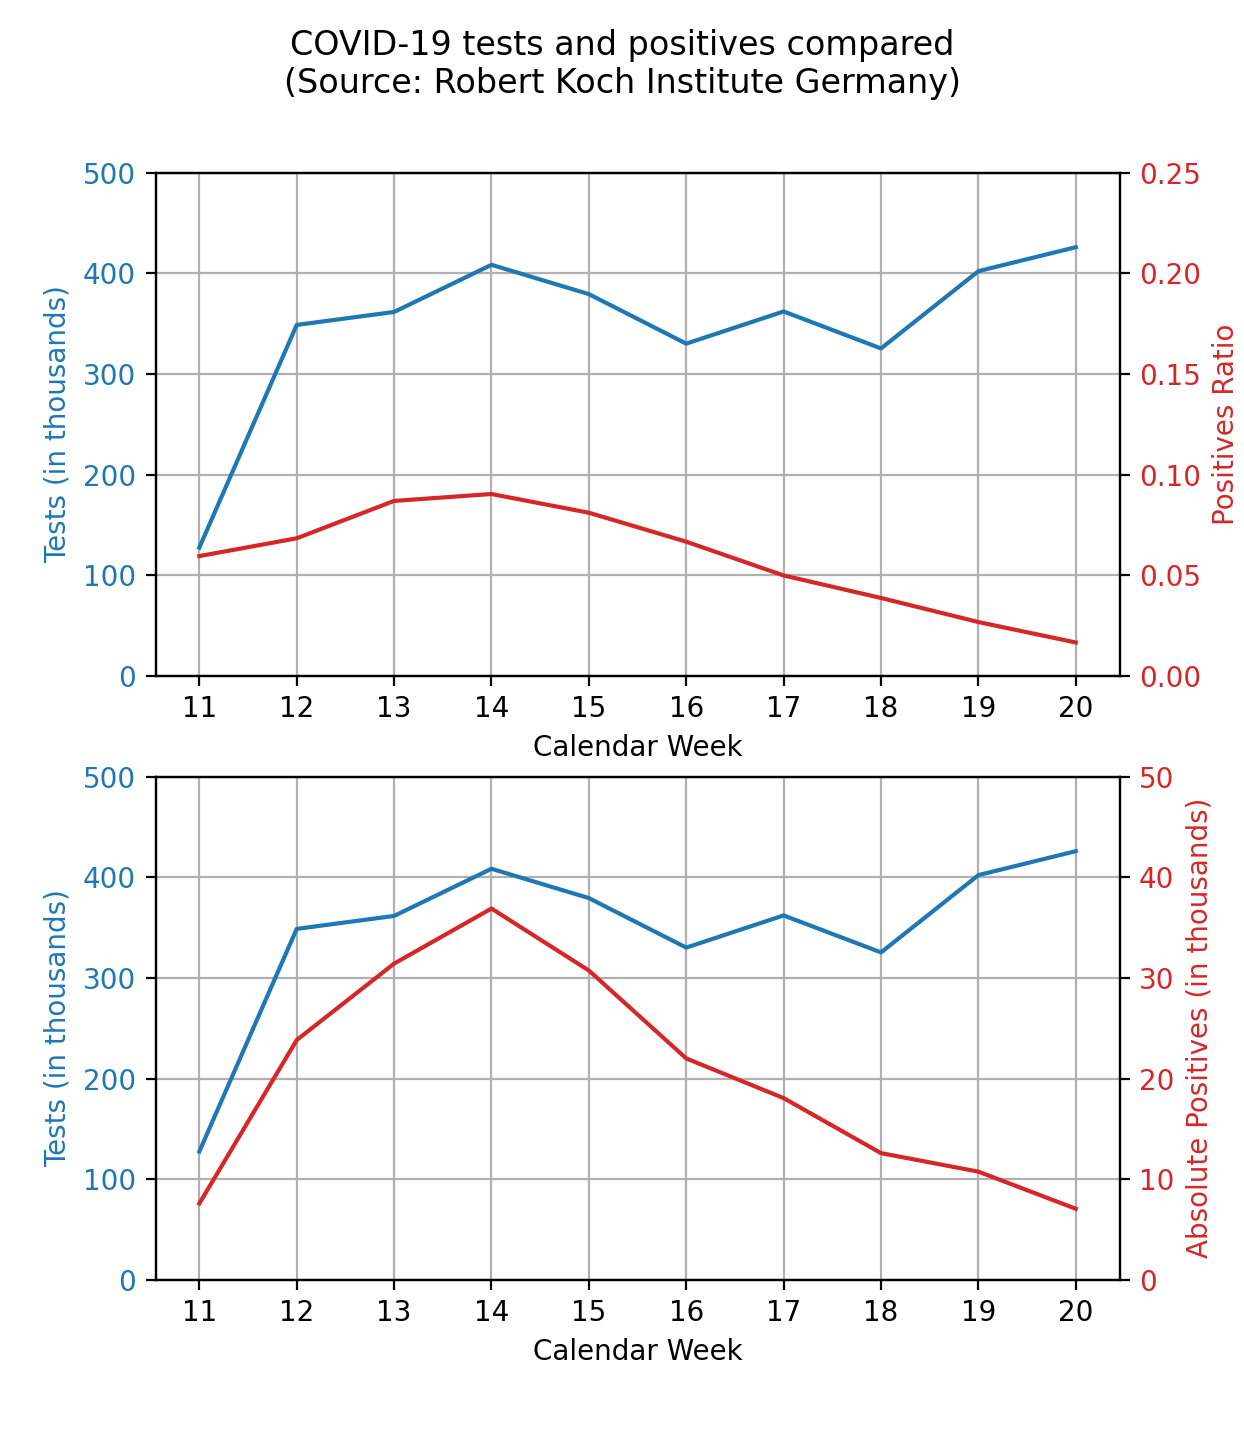 COVID-19 tests and positives compared
(Source: Robert Koch Institute Germany)
500
400
300
200
100
0
Tests (in thousands)
0.25
0.20
0.15
0.10
0.05
0.00
Positives Ratio
11 12 13 14 15 16 17 18 19 20
Calendar Week
500
400
300
200
100
0
Tests (in thousands)
50
40
30
20
10
0
Absolute Positives (in thousands)
11 12 13 14 15 16 17 18 19 20
Calendar Week